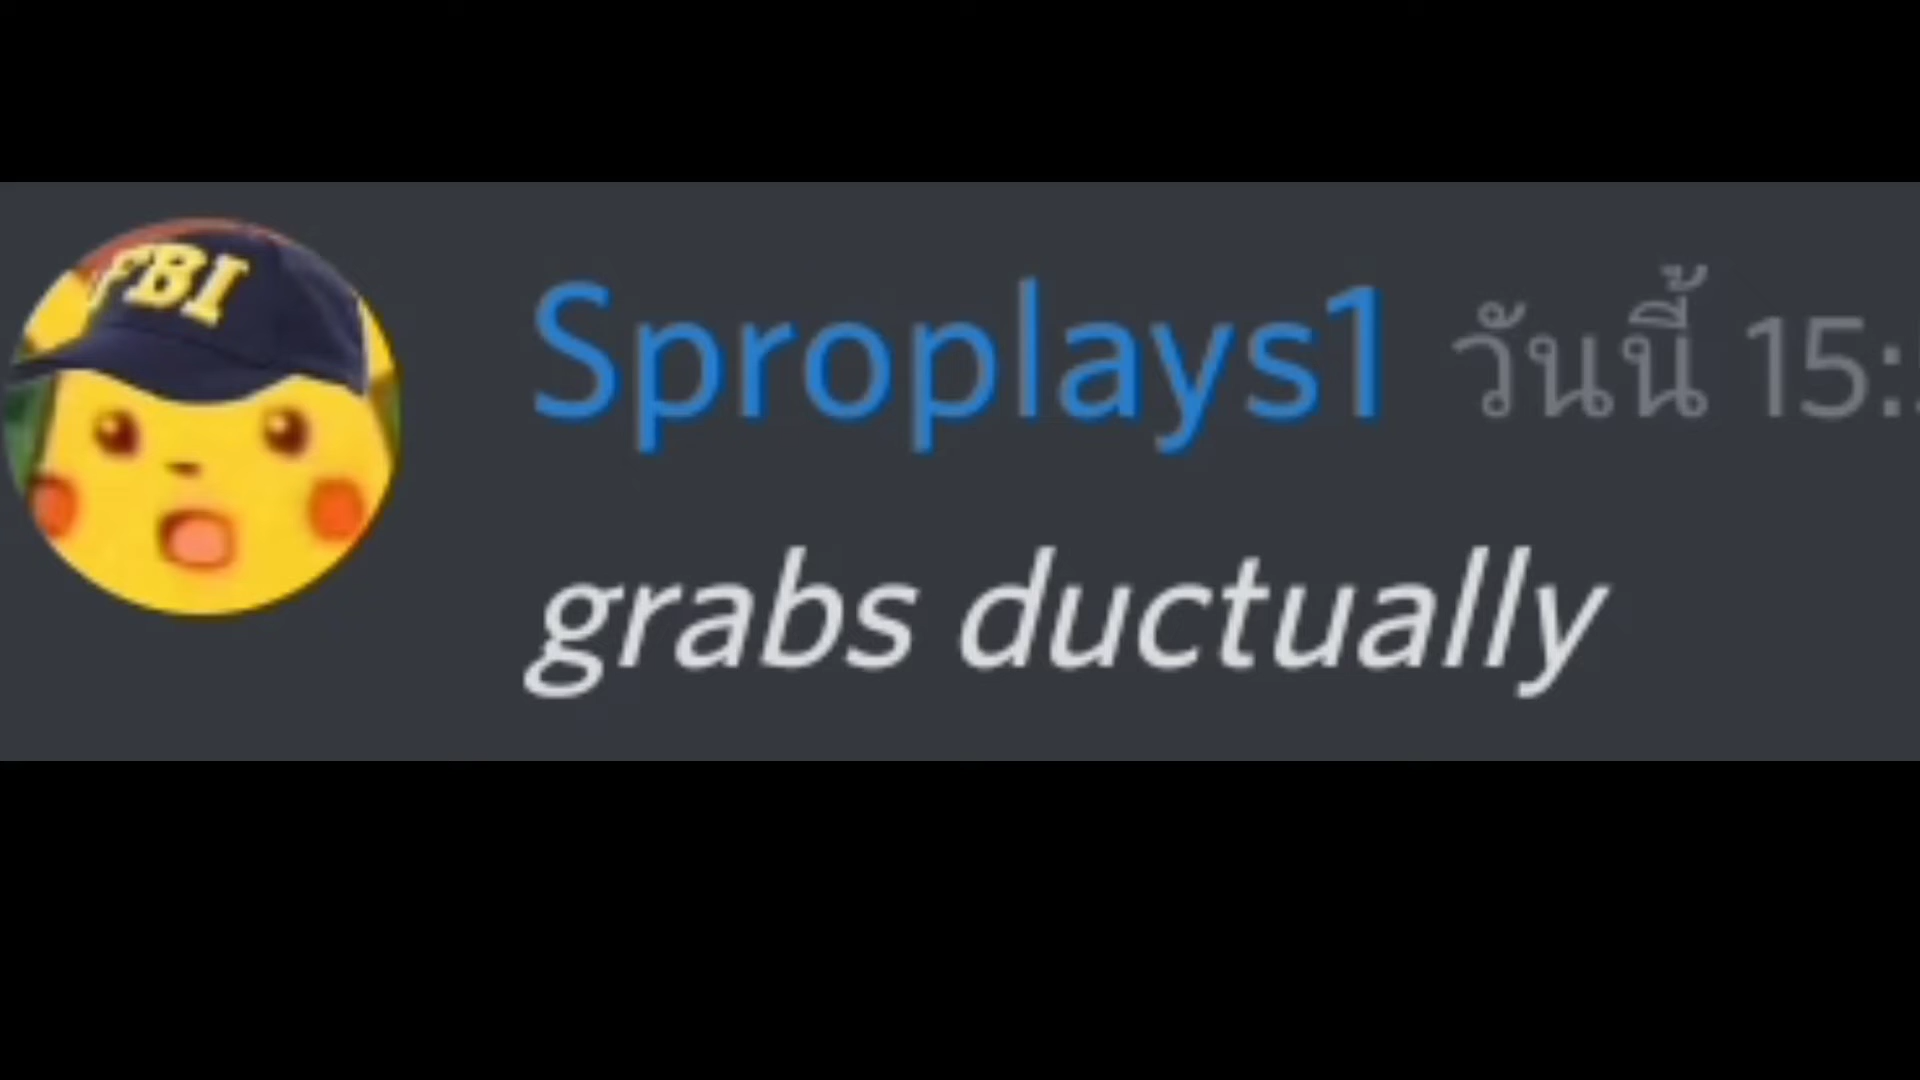 FBI
Sproplays1 วันนี้ 15:
grabs ductually